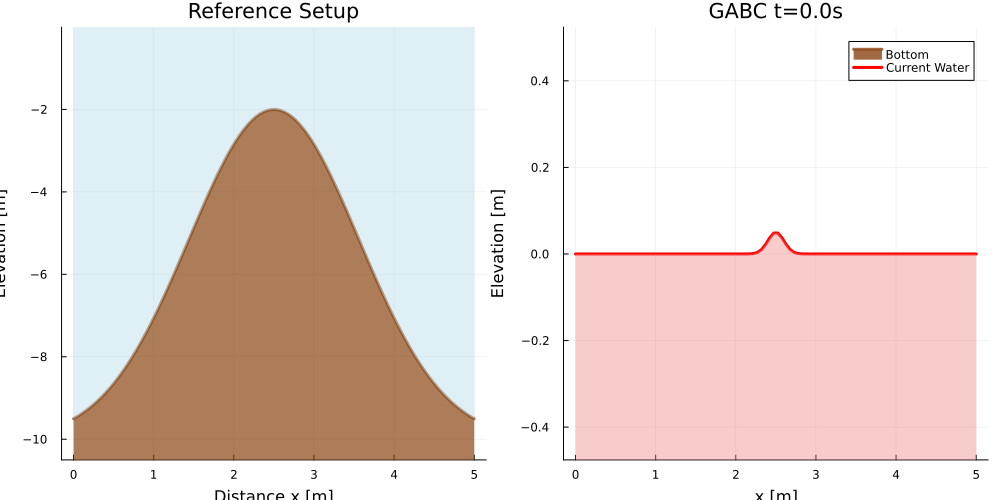 Reference Setup
GABC t=0.0s
Elevation [m]
−2
−4
−6
−8
−10
0 1 2 3 4 5
Distance x [m]
Elevation [m]
0.4
0.2
0.0
−0.2
−0.4
0 1 2 3 4 5
x [m]
Bottom
Current Water